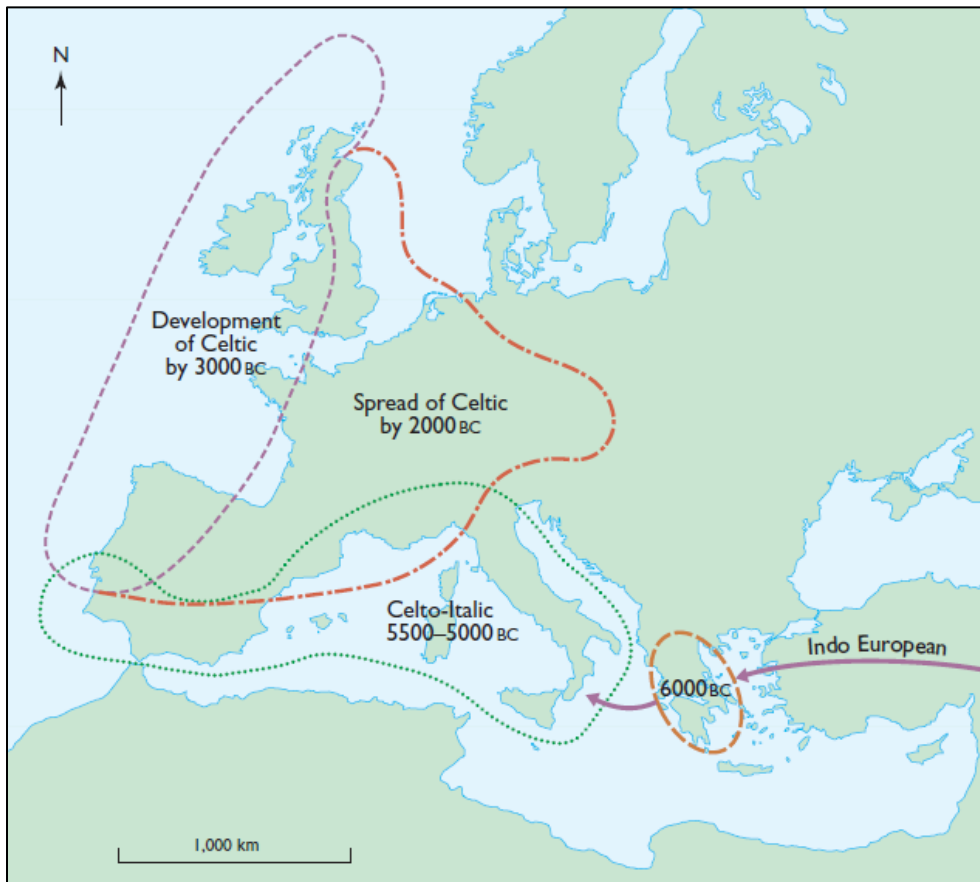 N
Development
of Celtic
by 3000 BC
Spread of Celtic
by 2000 BC
Celto-Italic
5500–5000 BC
Indo European
6000 BC
1,000 km